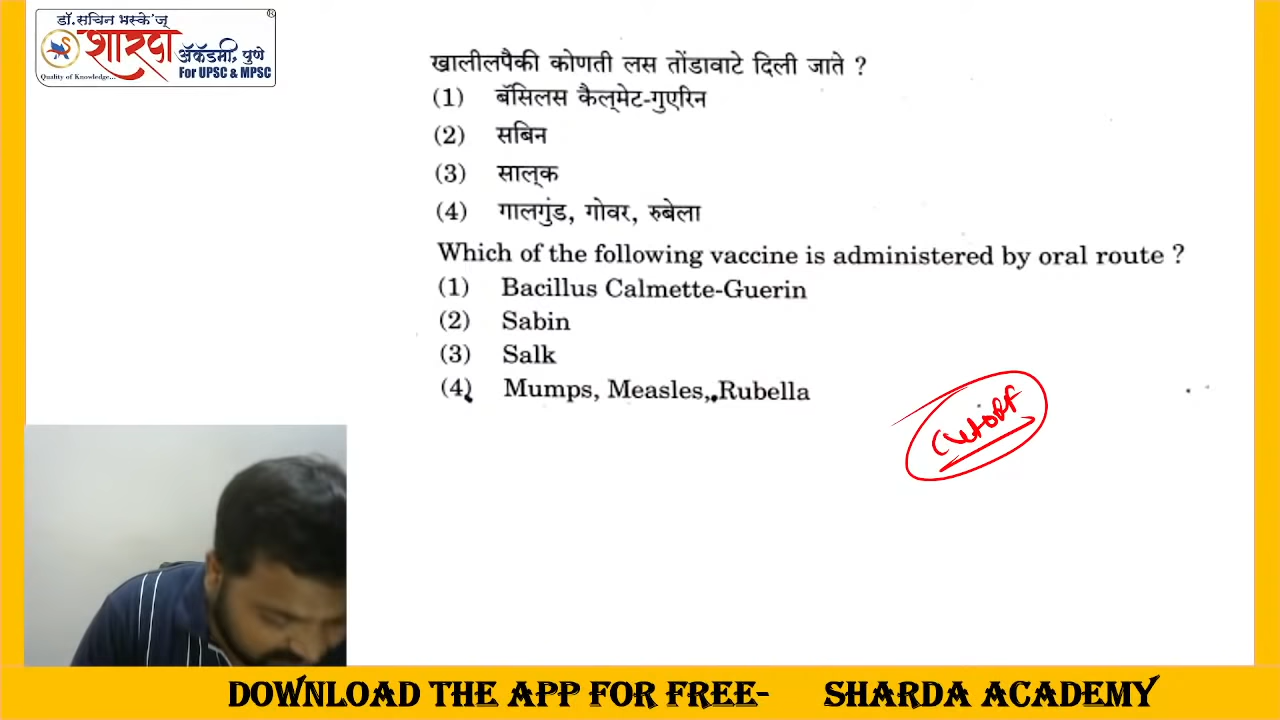 डॉ. सचिन भस्के'ज्
®
शारदा
ॲकॅडमी, पुणे
Quality of Knowledge...
For UPSC & MPSC
खालीलपैकी कोणती लस तोंडावाटे दिली जाते ?
(1) बॅसिलस कैल्मेट-गुएरिन
(2) सबिन
(3) साल्क
(4) गालगुंड, गोवर, रुबेला
Which of the following vaccine is administered by oral route ?
(1) Bacillus Calmette-Guerin
(2) Sabin
(3) Salk
(4) Mumps, Measles, Rubella
DOWNLOAD THE APP FOR FREE- SHARDA ACADEMY